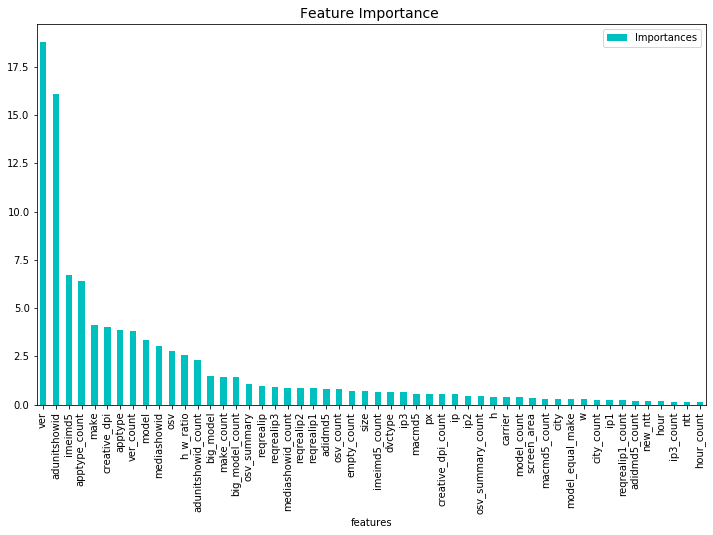 Feature Importance
Importances
17.5
15.0
12.5
10.0
7.5
5.0
2.5
0.0
ver
adunitshowid
imeimd5
apptype_count
make
creative_dpi
apptype
ver_count
model
mediashowid
osv
h_w_ratio
adunitshowid_count
big_model
make_count
big_model_count
osv_summary
reqrealip
reqrealip3
mediashowid_count
reqrealip2
reqrealip1
adidmd5
osv_count
empty_count
size
imeimd5_count
dvctype
ip3
macmd5
px
creative_dpi_count
ip
ip2
osv_summary_count
h
carrier
model_count
screen_area
macmd5_count
city
model_equal_make
w
city_count
ip1
reqrealip1_count
adidmd5_count
new_ntt
hour
ip3_count
ntt
hour_count
features